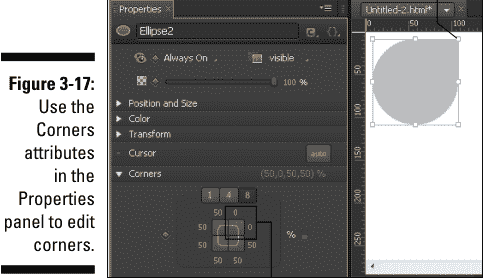 Figure 3-17:
Use the
Corners
attributes
in the
Properties
panel to edit
corners.
Properties ×
Ellipse2
Always On
visible
100 %
Position and Size
Color
Transform
Cursor
auto
Corners
(50,0,50,50) %
1 4 8
50 0
50 0
%
50 50
50 50
Untitled-2.html* ×
0 50 100
0
50
100
150
200
250